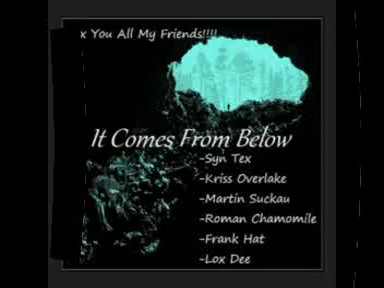 x You All My Friends!!!!
It Comes From Below
-Syn Tex
-Kriss Overlake
-Martin Suckau
-Roman Chamomile
-Frank Hat
-Lox Dee